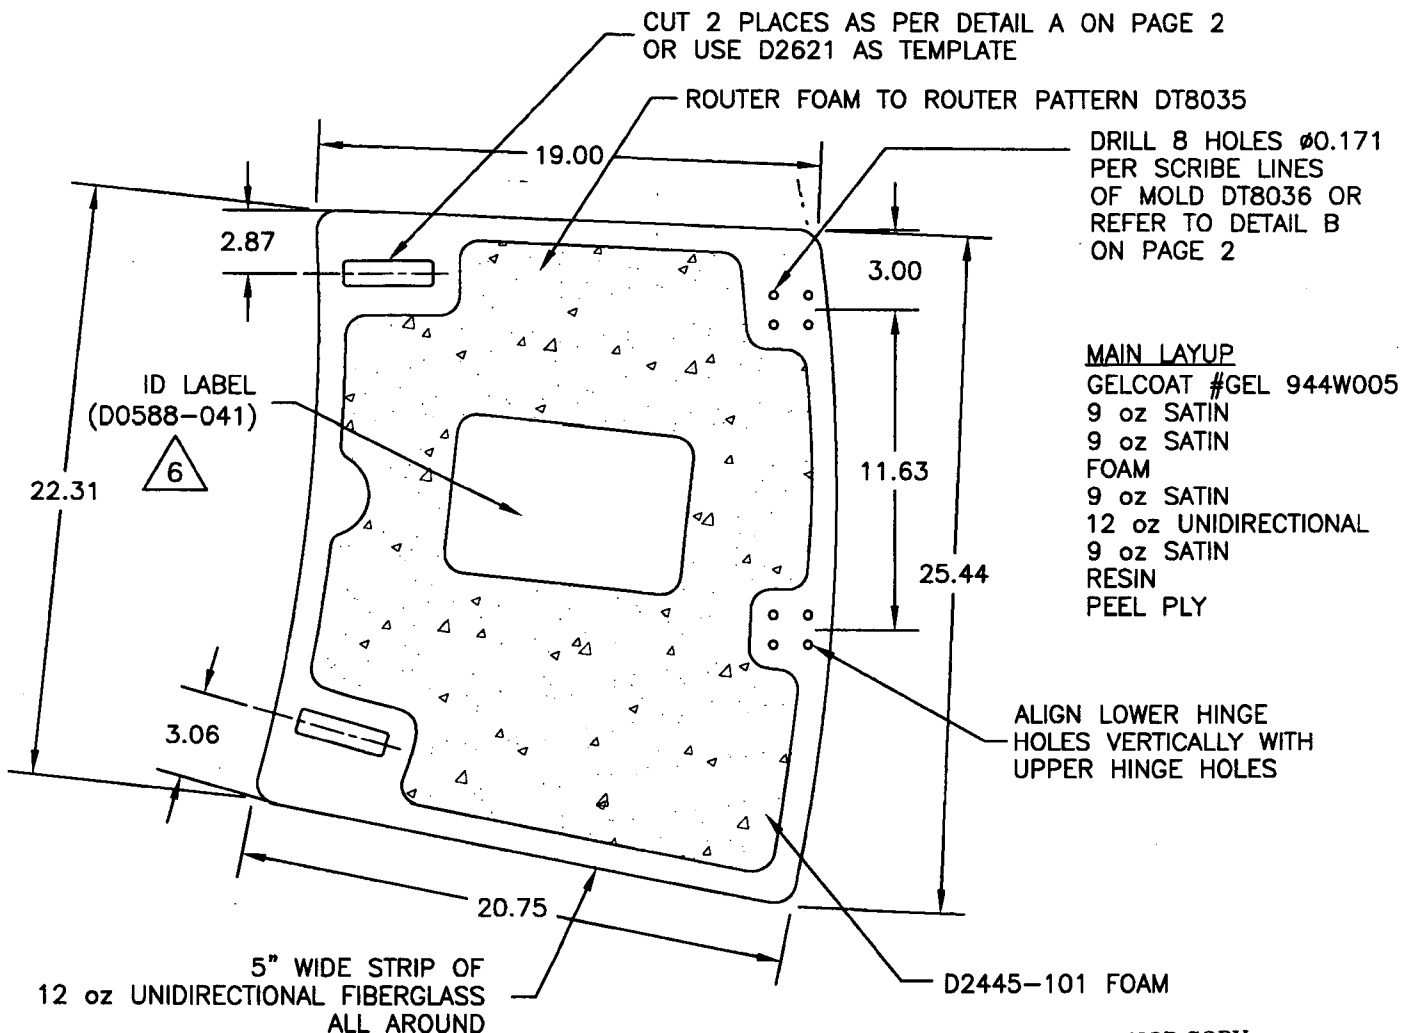 CUT 2 PLACES AS PER DETAIL A ON PAGE 2
OR USE D2621 AS TEMPLATE
ROUTER FOAM TO ROUTER PATTERN DT8035
DRILL 8 HOLES ø0.171
PER SCRIBE LINES
OF MOLD DT8036 OR
REFER TO DETAIL B
ON PAGE 2
19.00
2.87
3.00
MAIN LAYUP
GELCOAT #GEL 944W005
9 oz SATIN
9 oz SATIN
FOAM
9 oz SATIN
12 oz UNIDIRECTIONAL
9 oz SATIN
RESIN
PEEL PLY
ID LABEL
(D0588-041)
6
22.31
11.63
25.44
3.06
ALIGN LOWER HINGE
HOLES VERTICALLY WITH
UPPER HINGE HOLES
20.75
5" WIDE STRIP OF
12 oz UNIDIRECTIONAL FIBERGLASS
ALL AROUND
D2445-101 FOAM